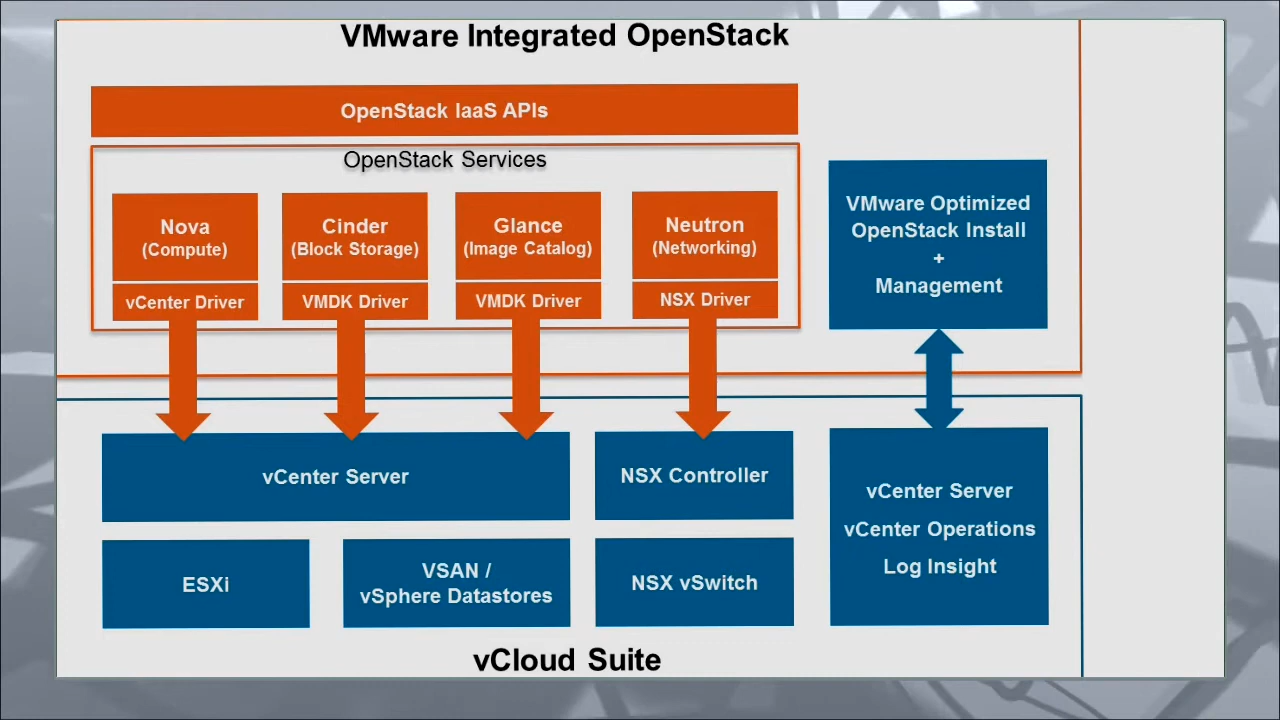 VMware Integrated OpenStack
OpenStack IaaS APIs
OpenStack Services
Nova
(Compute)
vCenter Driver
Cinder
(Block Storage)
VMDK Driver
Glance
(Image Catalog)
VMDK Driver
Neutron
(Networking)
NSX Driver
VMware Optimized
OpenStack Install
+
Management
vCenter Server
NSX Controller
ESXi
VSAN /
vSphere Datastores
NSX vSwitch
vCenter Server
vCenter Operations
Log Insight
vCloud Suite